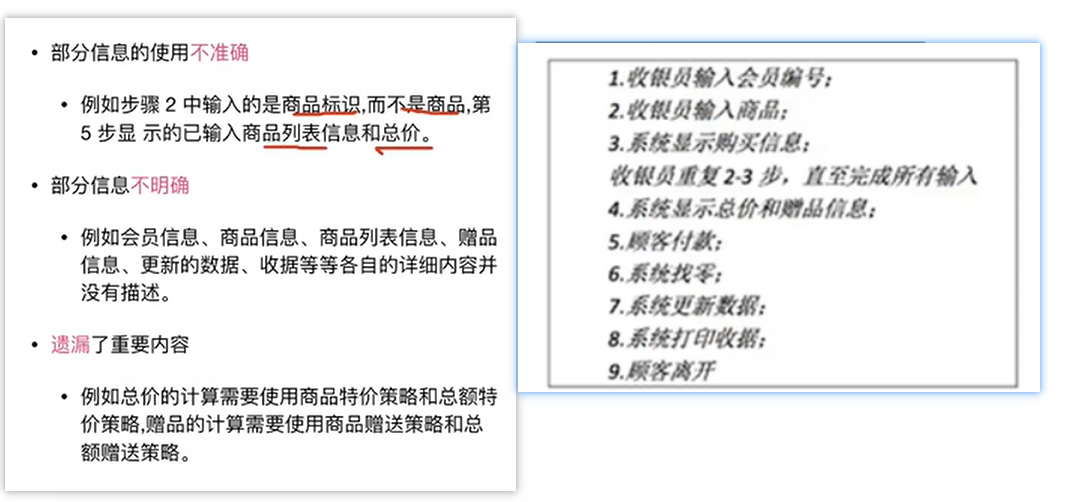 • 部分信息的使用不准确
• 例如步骤 2 中输入的是商品标识,而不是商品,第
5 步显 示的已输入商品列表信息和总价。
• 部分信息不明确
• 例如会员信息、商品信息、商品列表信息、赠品
信息、更新的数据、收据等等各自的详细内容并
没有描述。
• 遗漏了重要内容
• 例如总价的计算需要使用商品特价策略和总额特
价策略,赠品的计算需要使用商品赠送策略和总
额赠送策略。
1.收银员输入会员编号;
2.收银员输入商品;
3.系统显示购买信息;
收银员重复 2-3 步，直至完成所有输入
4.系统显示总价和赠品信息;
5.顾客付款;
6.系统找零;
7.系统更新数据;
8.系统打印收据;
9.顾客离开